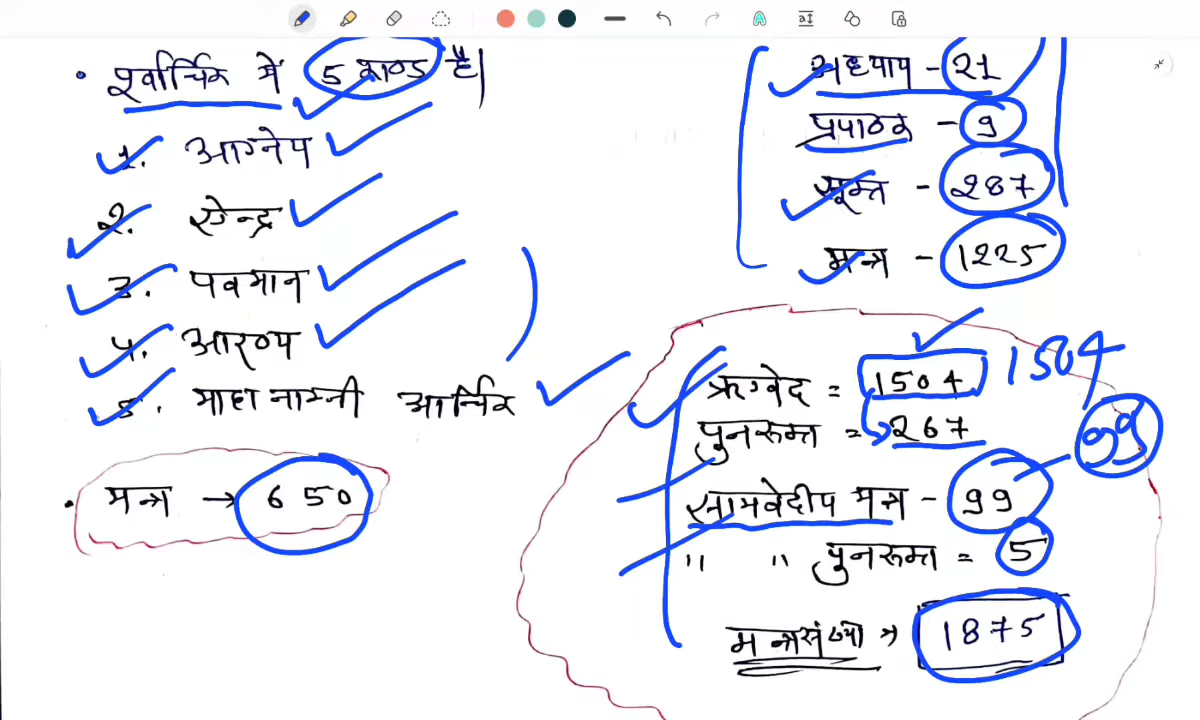 • पूर्वार्चिक में 5 काण्ड है।
1. आग्नेय
2. ऐन्द्र
3. पवमान
4. आरण्य
5. माहानाम्नी आर्चिक
• मन्त्र → 650
अध्याय - 21
प्रपाठक - 9
सूक्त - 287
मन्त्र - 1225
ऋग्वेद = 1504 1504
पुनरूक्त = 267
सामवेदीय मन्त्र - 99 99
" " पुनरूक्त = 5
मन्त्रसंख्या → 1875